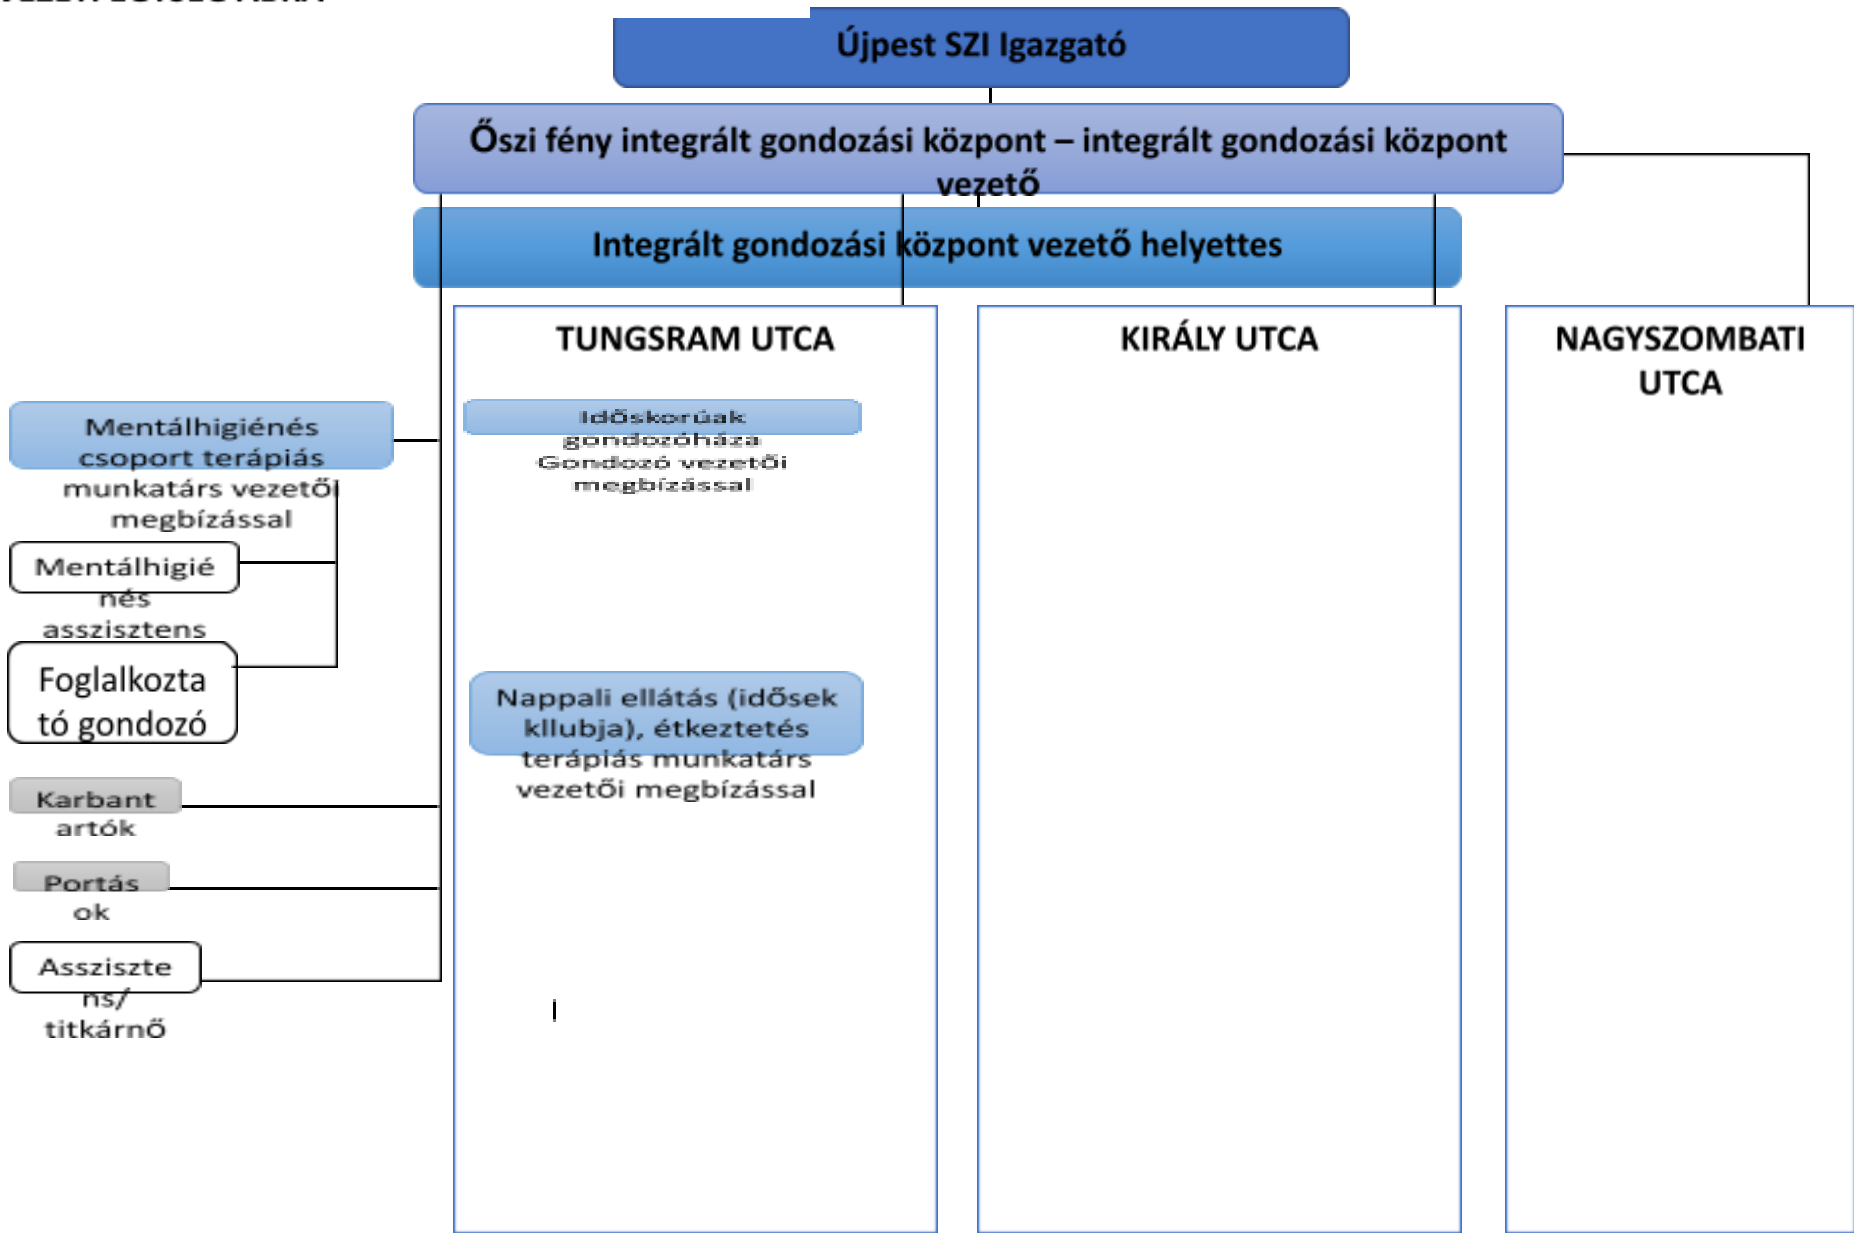 Újpest SZI Igazgató
Őszi fény integrált gondozási központ – integrált gondozási központ
vezető
Integrált gondozási központ vezető helyettes
TUNGSRAM UTCA
KIRÁLY UTCA
NAGYSZOMBATI
UTCA
Mentálhigiénés
csoport terápiás
munkatárs vezetői
megbízással
Mentálhigié
nés
asszisztens
Foglalkozta
tó gondozó
Karbant
artók
Portás
ok
Assziszte
ns/
titkárnő
Időskorúak
gondozóháza
Gondozó vezetői
megbízással
Nappali ellátás (idősek
kllubja), étkeztetés
terápiás munkatárs
vezetői megbízással